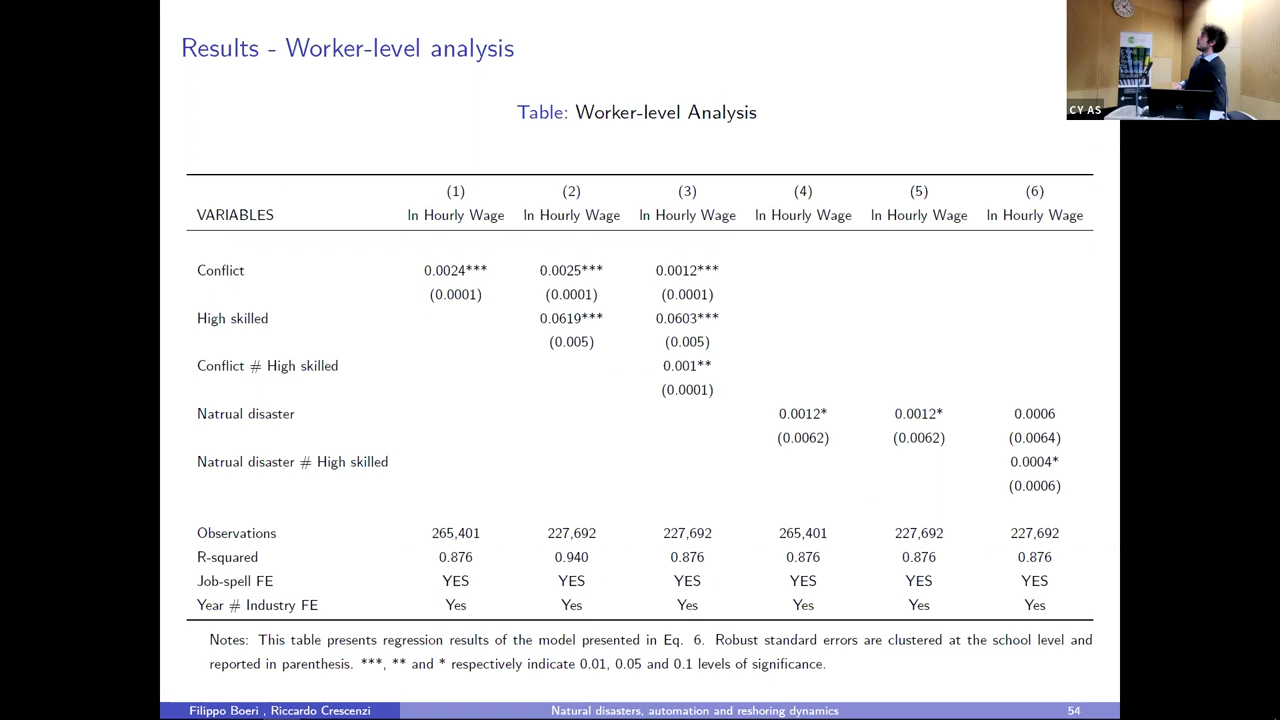 Results - Worker-level analysis
CY AS
Table: Worker-level Analysis
(1) (2) (3) (4) (5) (6)
VARIABLES ln Hourly Wage ln Hourly Wage ln Hourly Wage ln Hourly Wage ln Hourly Wage ln Hourly Wage
Conflict 0.0024*** 0.0025*** 0.0012***
(0.0001) (0.0001) (0.0001)
High skilled 0.0619*** 0.0603***
(0.005) (0.005)
Conflict # High skilled 0.001**
(0.0001)
Natrual disaster 0.0012* 0.0012* 0.0006
(0.0062) (0.0062) (0.0064)
Natrual disaster # High skilled 0.0004*
(0.0006)
Observations 265,401 227,692 227,692 265,401 227,692 227,692
R-squared 0.876 0.940 0.876 0.876 0.876 0.876
Job-spell FE YES YES YES YES YES YES
Year # Industry FE Yes Yes Yes Yes Yes Yes
Notes: This table presents regression results of the model presented in Eq. 6. Robust standard errors are clustered at the school level and
reported in parenthesis. ***, ** and * respectively indicate 0.01, 0.05 and 0.1 levels of significance.
Filippo Boeri , Riccardo Crescenzi Natural disasters, automation and reshoring dynamics 54